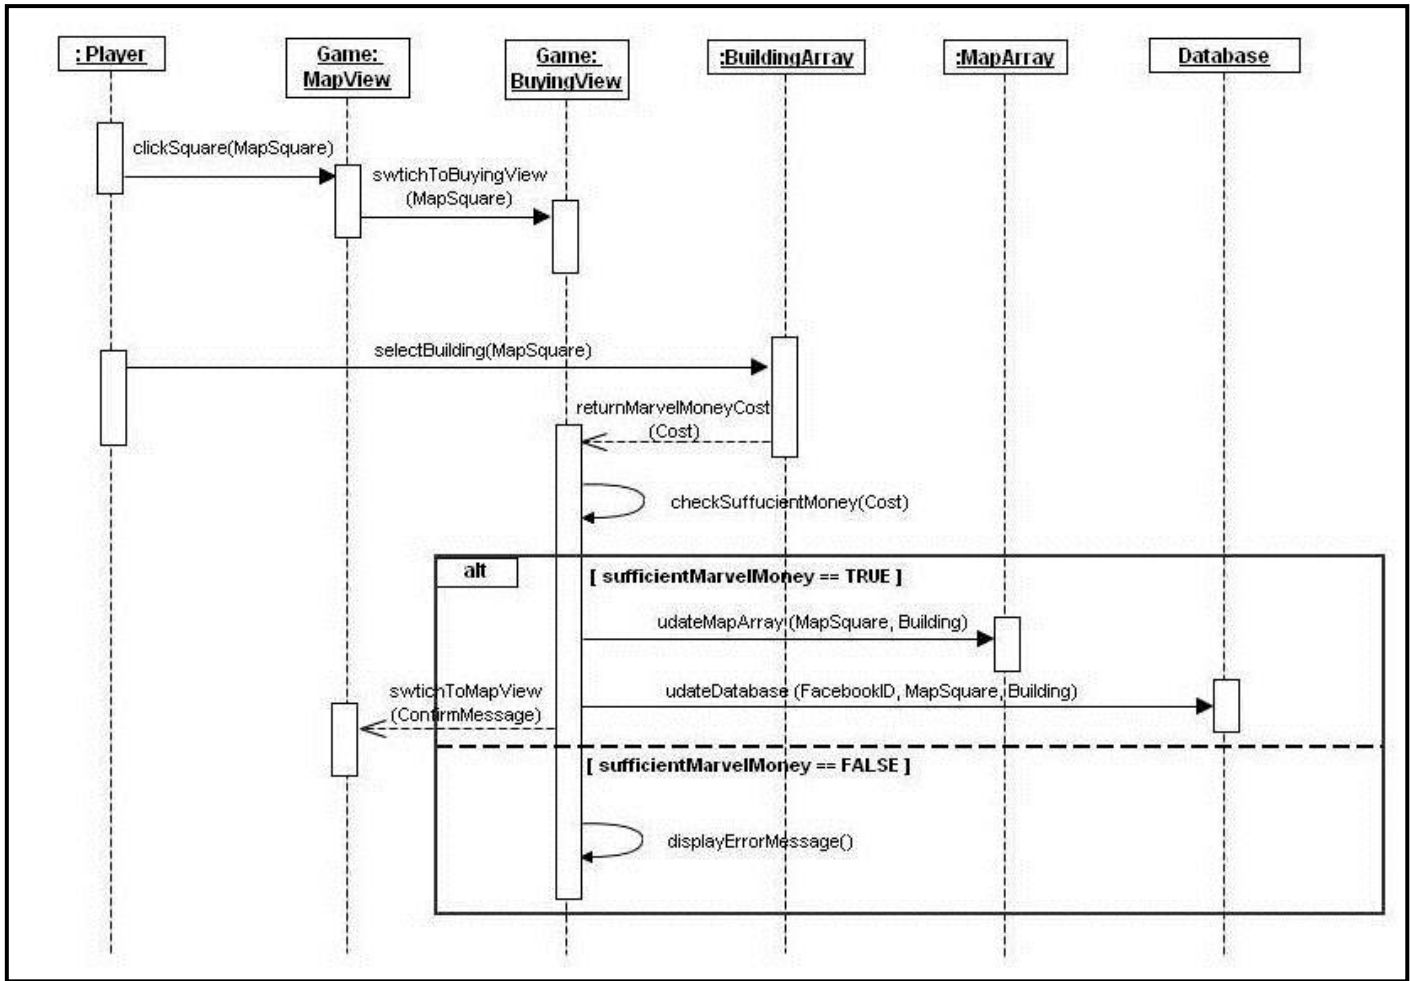 : Player
Game:
MapView
Game:
BuyingView
:BuildingArray
:MapArray
Database
clickSquare(MapSquare)
swtichToBuyingView
(MapSquare)
selectBuilding(MapSquare)
returnMarvelMoneyCost
(Cost)
checkSuffucientMoney(Cost)
alt
[ sufficientMarvelMoney == TRUE ]
udateMapArray (MapSquare, Building)
swtichToMapView
(ConfirmMessage)
udateDatabase (FacebookID, MapSquare, Building)
[ sufficientMarvelMoney == FALSE ]
displayErrorMessage()